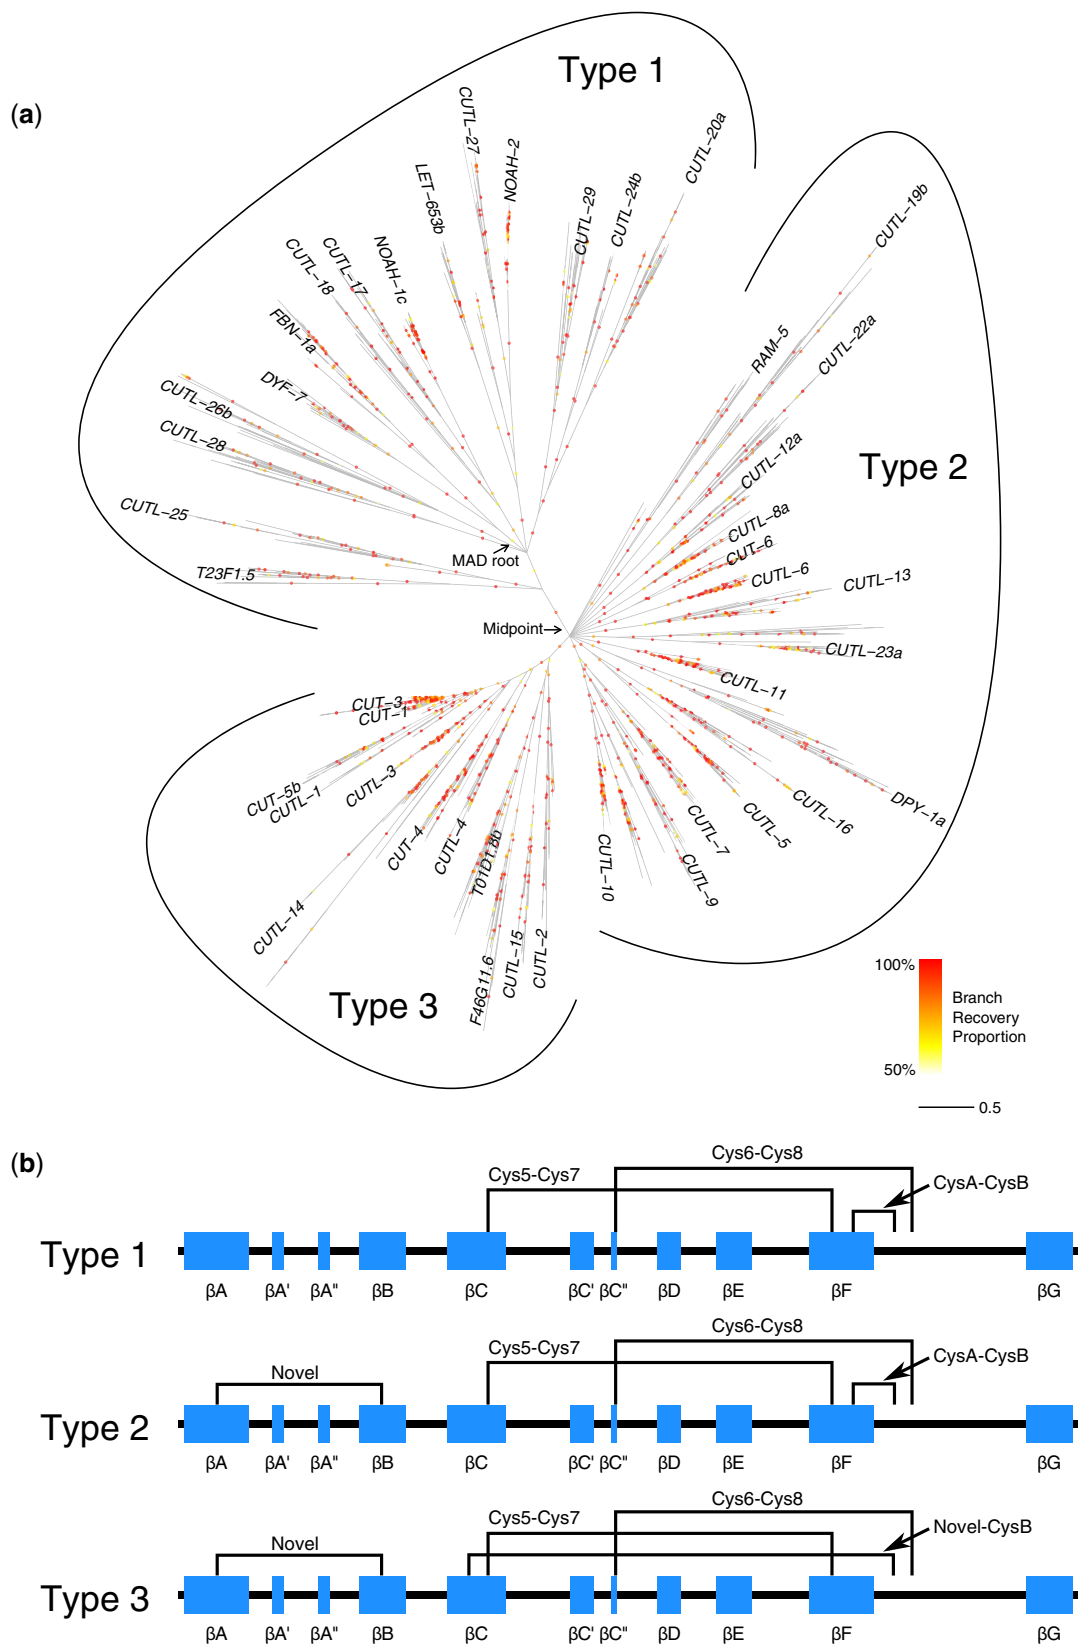 (a)
Type 1
CUTL-27
NOAH-2
CUTL-20a
LET-653b
CUTL-29
CUTL-24b
CUTL-19b
NOAH-1c
CUTL-17
CUTL-18
FBN-1a
RAM-5
CUTL-22a
DYF-7
CUTL-26b
CUTL-28
CUTL-12a
Type 2
CUTL-25
CUTL-8a
CUT-6
MAD root
T23F1.5
CUTL-6
CUTL-13
Midpoint
CUTL-23a
CUTL-11
CUT-3
CUT-1
CUT-5b
CUTL-1
CUTL-3
DPY-1a
CUTL-16
CUTL-5
CUTL-7
CUT-4
CUTL-4
T01D1.8b
CUTL-10
CUTL-9
CUTL-14
F46G11.6
CUTL-15
CUTL-2
Type 3
100%
Branch
Recovery
Proportion
50%
0.5
(b)
Cys6-Cys8
Cys5-Cys7
CysA-CysB
Type 1
βA βA' βA" βB βC βC' βC" βD βE βF βG
Cys6-Cys8
Cys5-Cys7
CysA-CysB
Novel
Type 2
βA βA' βA" βB βC βC' βC" βD βE βF βG
Cys6-Cys8
Cys5-Cys7
Novel-CysB
Novel
Type 3
βA βA' βA" βB βC βC' βC" βD βE βF βG